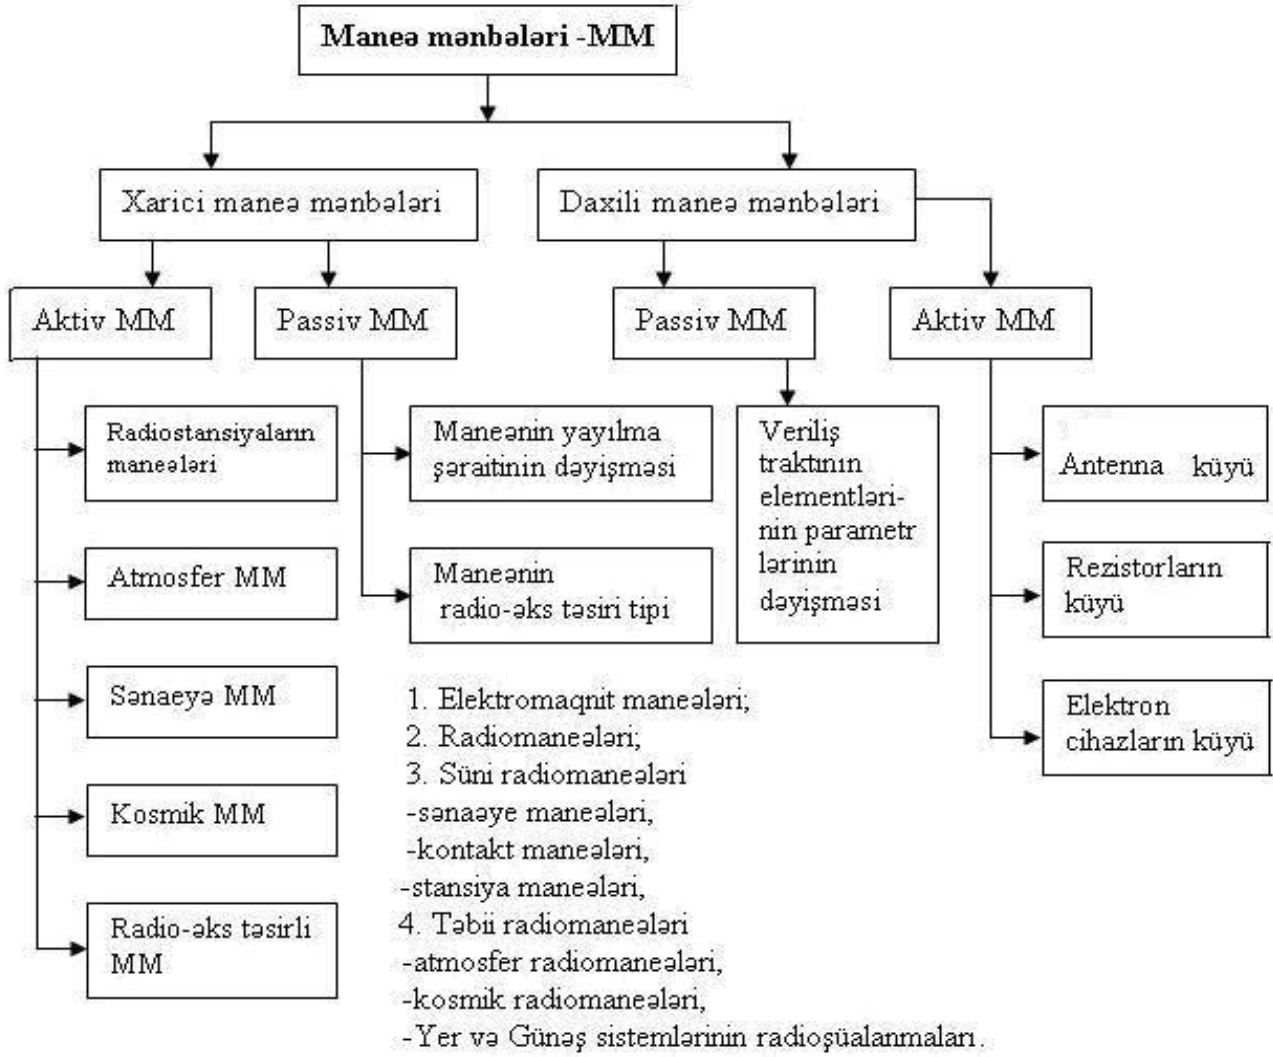 Maneə mənbələri -MM
Xarici maneə mənbələri
Daxili maneə mənbələri
Aktiv MM
Passiv MM
Passiv MM
Aktiv MM
Radiostansiyaların
maneələri
Atmosfer MM
Sənaeyə MM
Kosmik MM
Radio-əks təsirli
MM
Maneənin yayılma
şəraitinin dəyişməsi
Maneənin
radio-əks təsiri tipi
Veriliş
traktının
elementləri-
nin parametr
lərinin
dəyişməsi
Antenna küyü
Rezistorların
küyü
Elektron
cihazların küyü
1. Elektromaqnit maneələri;
2. Radiomaneələri;
3. Süni radiomaneələri
-sənaəye maneələri,
-kontakt maneələri,
-stansiya maneələri,
4. Təbii radiomaneələri
-atmosfer radiomaneələri,
-kosmik radiomaneələri,
-Yer və Günəş sistemlərinin radioşüalanmaları.